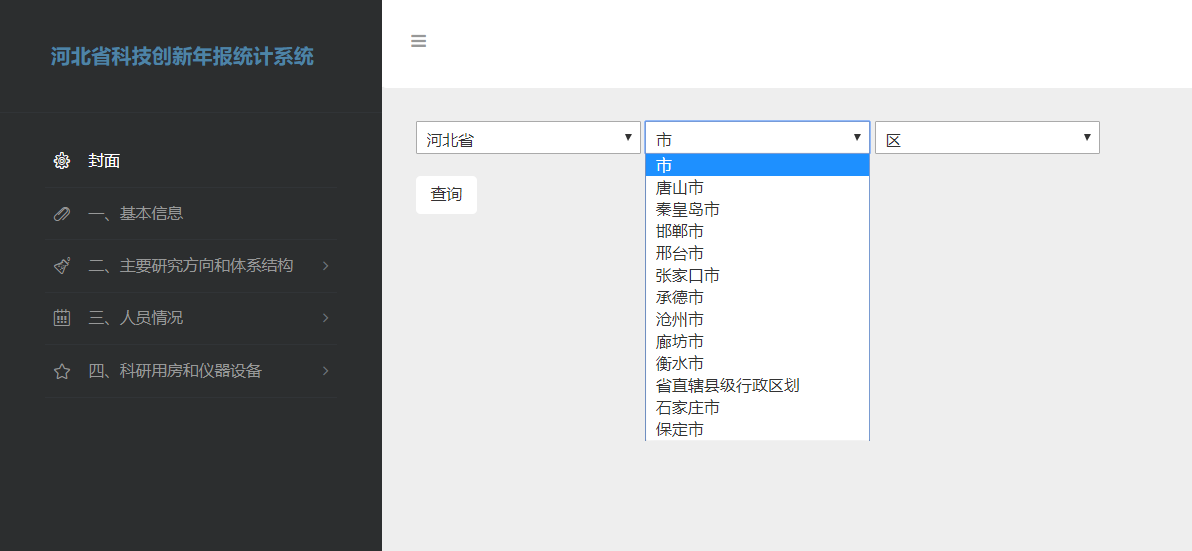 河北省科技创新年报统计系统
封面
一、基本信息
二、主要研究方向和体系结构
三、人员情况
四、科研用房和仪器设备
河北省
市
区
市
唐山市
秦皇岛市
邯郸市
邢台市
张家口市
承德市
沧州市
廊坊市
衡水市
省直辖县级行政区划
石家庄市
保定市
查询